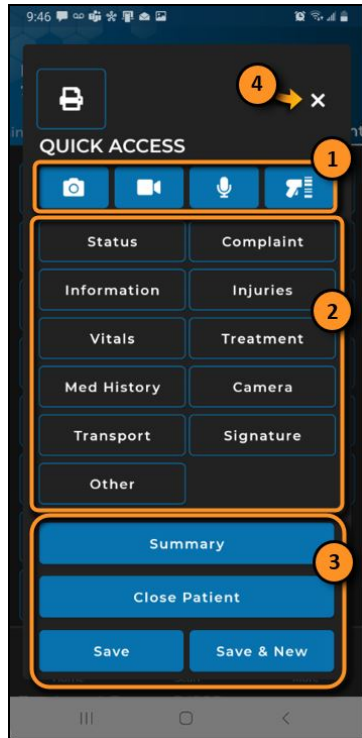 9:46
4
QUICK ACCESS
1
Status Complaint
Information Injuries
2
Vitals Treatment
Med History Camera
Transport Signature
Other
Summary
3
Close Patient
Save Save & New